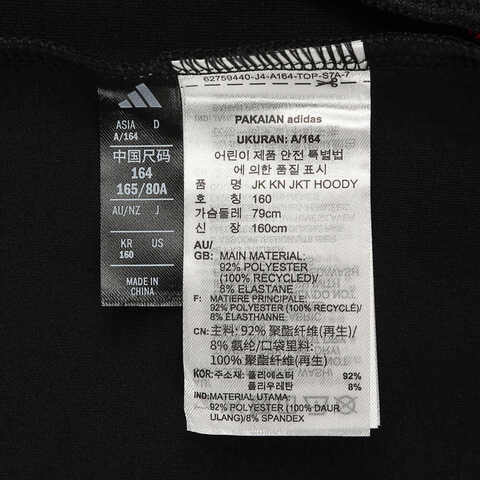 ASIA D
A/164
中国尺码
164
165/80A
AU/NZ J
KR US
160
MADE IN
CHINA
62759440-J4-A164-TOP-S7A-7
PAKAIAN adidas
UKURAN: A/164
어린이 제품 안전 특별법
에 의한 품질 표시
품 명 JK KN JKT HOODY
호 칭 160
가슴둘레 79cm
신 장 160cm
AU/
GB: MAIN MATERIAL:
92% POLYESTER
(100% RECYCLED)/
8% ELASTANE
F: MATIERE PRINCIPALE:
92% POLYESTER (100% RECYCLÉ)/
8% ÉLASTHANNE.
CN: 主料: 92% 聚酯纤维(再生)/
8% 氨纶/口袋里料:
100% 聚酯纤维(再生)
KOR: 주소재: 폴리에스터 92%
폴리우레탄 8%
IND: MATERIAL UTAMA:
92% POLYESTER (100% DAUR
ULANG)/8% SPANDEX